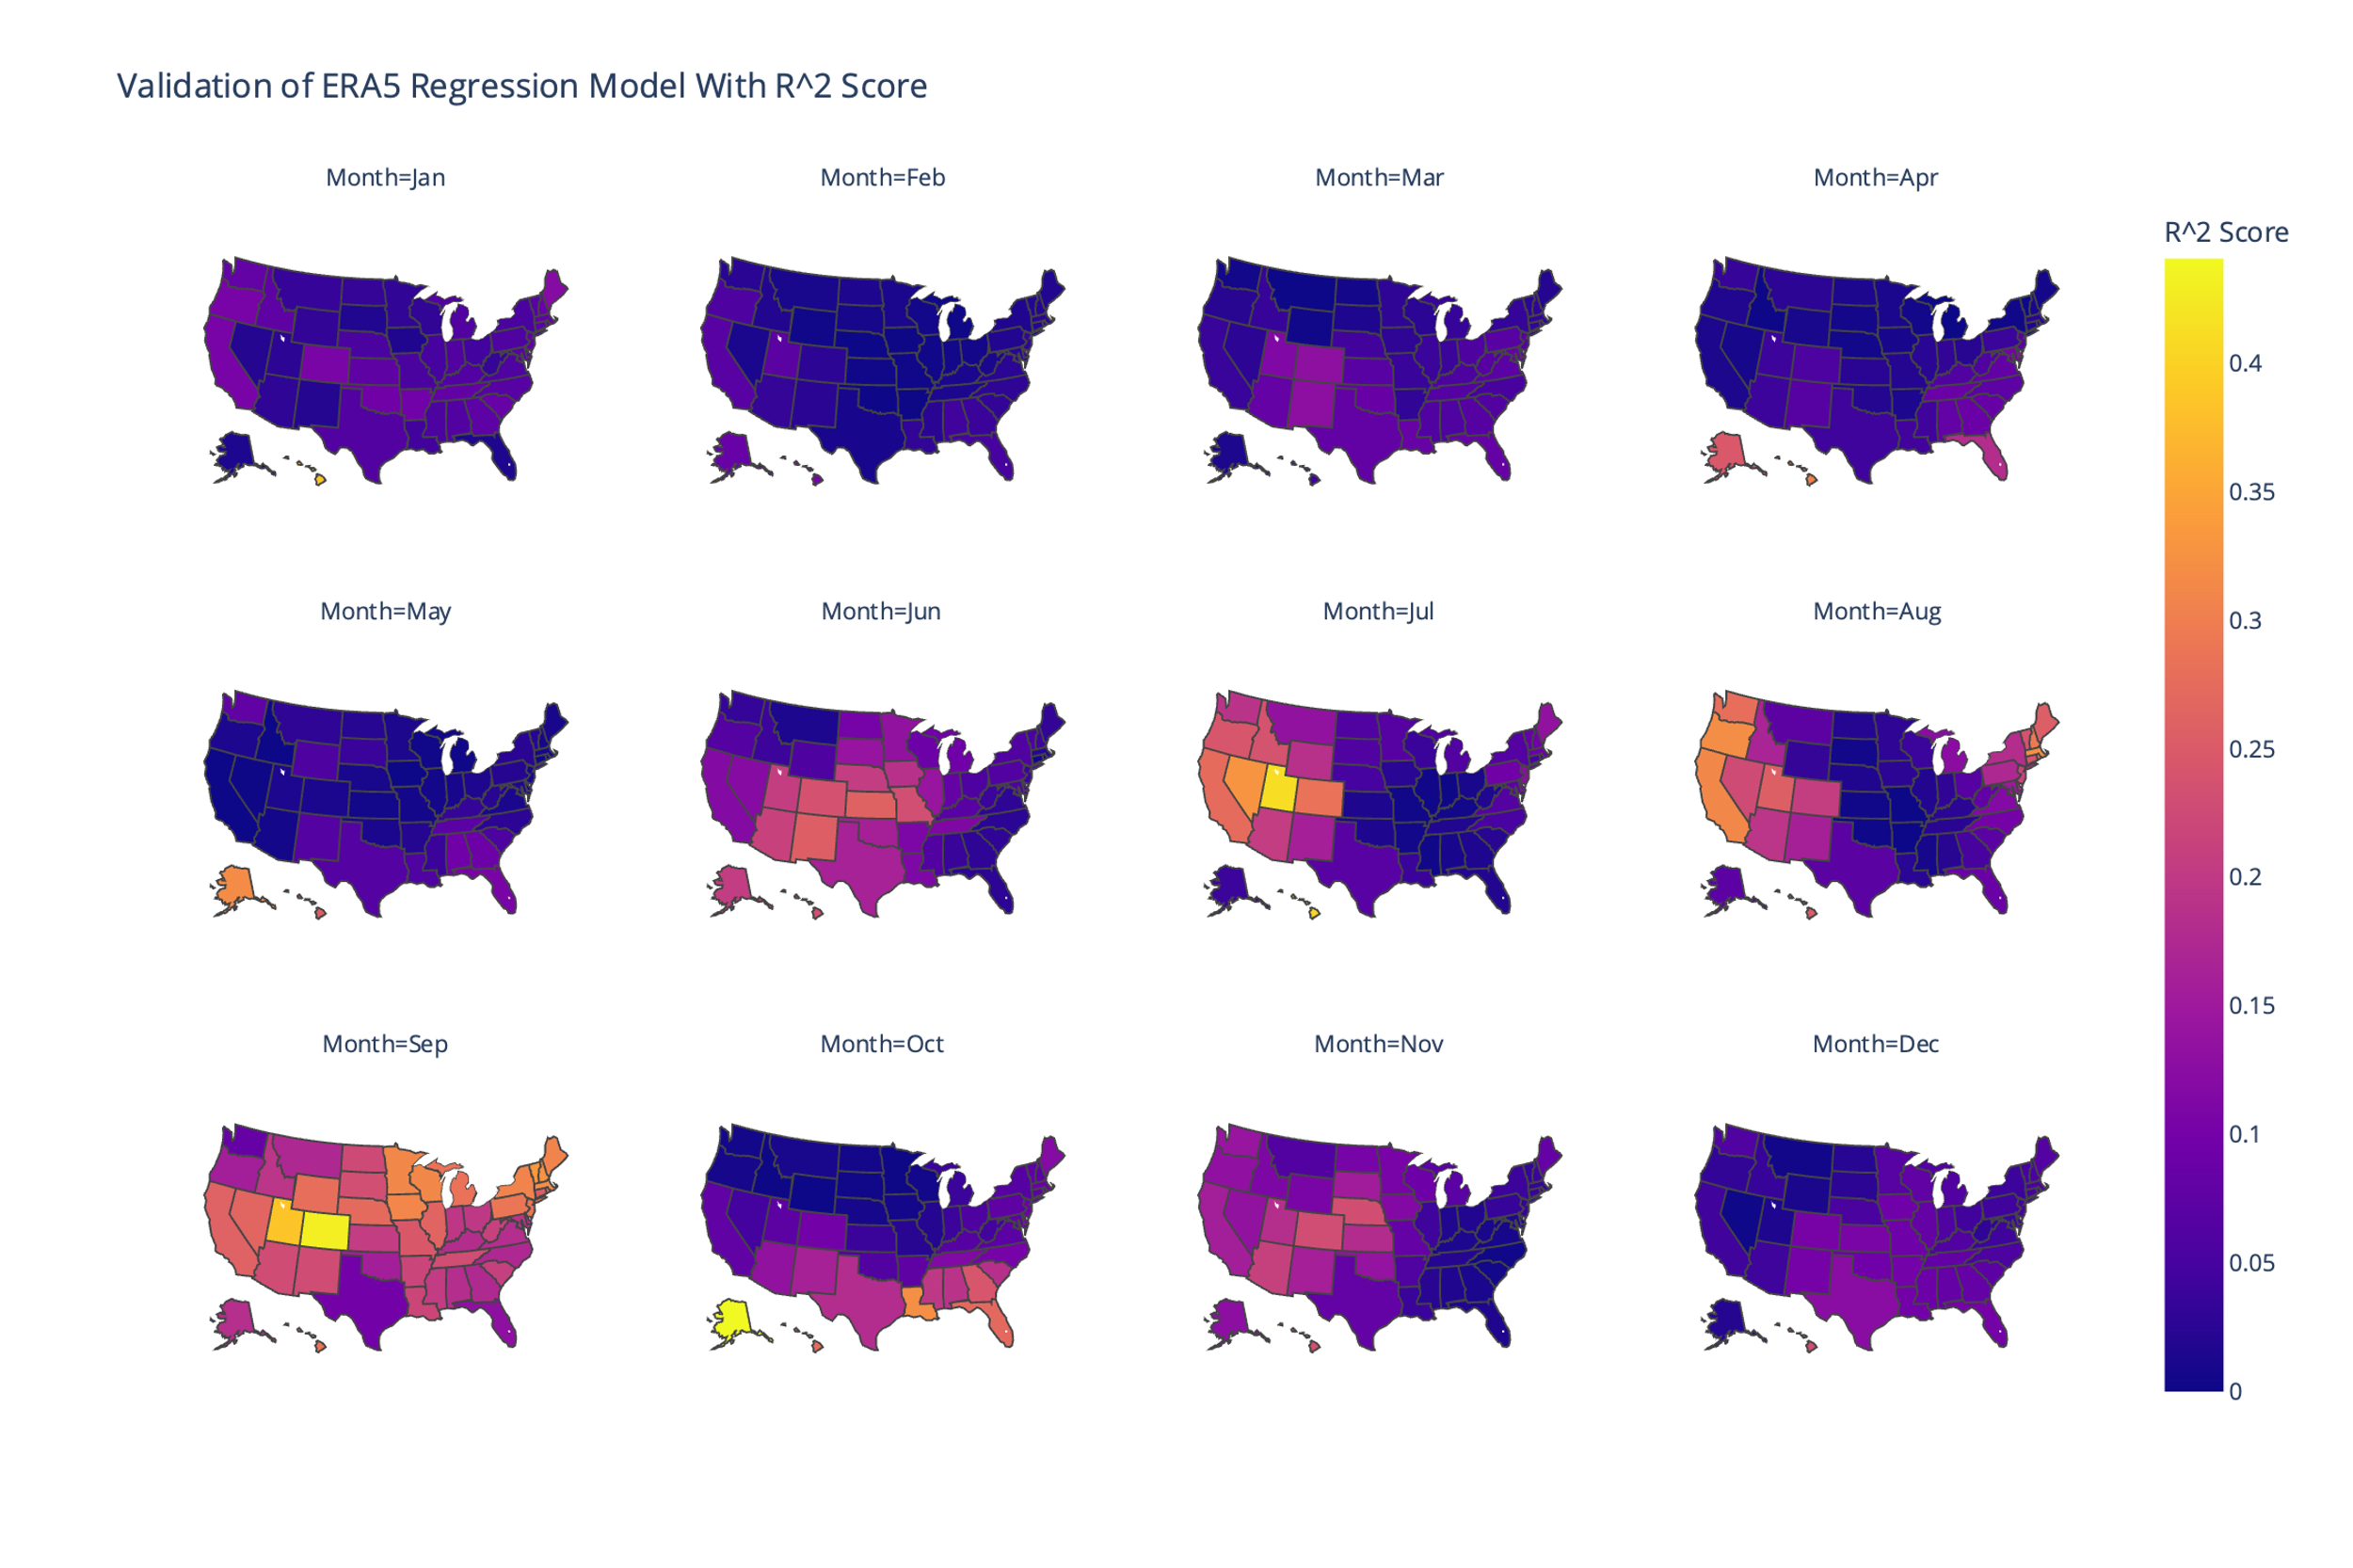 Validation of ERA5 Regression Model With R^2 Score
Month=Jan
Month=Feb
Month=Mar
Month=Apr
R^2 Score
0.4
0.35
0.3
0.25
0.2
0.15
0.1
0.05
0
Month=May
Month=Jun
Month=Jul
Month=Aug
Month=Sep
Month=Oct
Month=Nov
Month=Dec